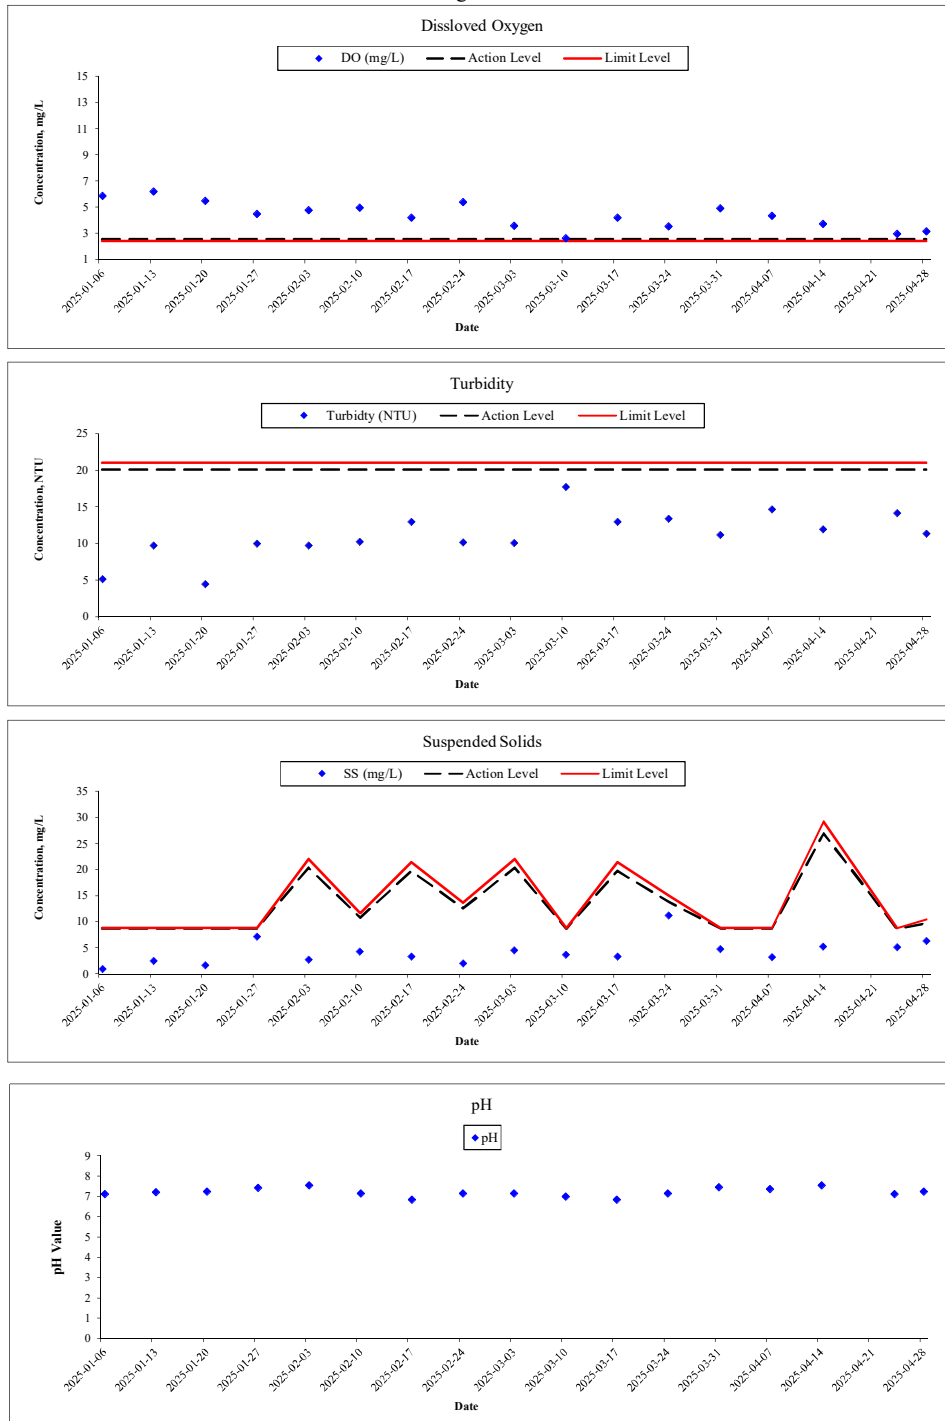 Dissloved Oxygen
DO (mg/L) Action Level Limit Level
Concentration, mg/L
15
13
11
9
7
5
3
1
2025-01-06 2025-01-13 2025-01-20 2025-01-27 2025-02-03 2025-02-10 2025-02-17 2025-02-24 2025-03-03 2025-03-10 2025-03-17 2025-03-24 2025-03-31 2025-04-07 2025-04-14 2025-04-21 2025-04-28
Date
Turbidity
Turbidty (NTU) Action Level Limit Level
Concentration, NTU
25
20
15
10
5
0
2025-01-06 2025-01-13 2025-01-20 2025-01-27 2025-02-03 2025-02-10 2025-02-17 2025-02-24 2025-03-03 2025-03-10 2025-03-17 2025-03-24 2025-03-31 2025-04-07 2025-04-14 2025-04-21 2025-04-28
Date
Suspended Solids
SS (mg/L) Action Level Limit Level
Concentration, mg/L
35
30
25
20
15
10
5
0
2025-01-06 2025-01-13 2025-01-20 2025-01-27 2025-02-03 2025-02-10 2025-02-17 2025-02-24 2025-03-03 2025-03-10 2025-03-17 2025-03-24 2025-03-31 2025-04-07 2025-04-14 2025-04-21 2025-04-28
Date
pH
pH
pH Value
9
8
7
6
5
4
3
2
1
0
2025-01-06 2025-01-13 2025-01-20 2025-01-27 2025-02-03 2025-02-10 2025-02-17 2025-02-24 2025-03-03 2025-03-10 2025-03-17 2025-03-24 2025-03-31 2025-04-07 2025-04-14 2025-04-21 2025-04-28
Date